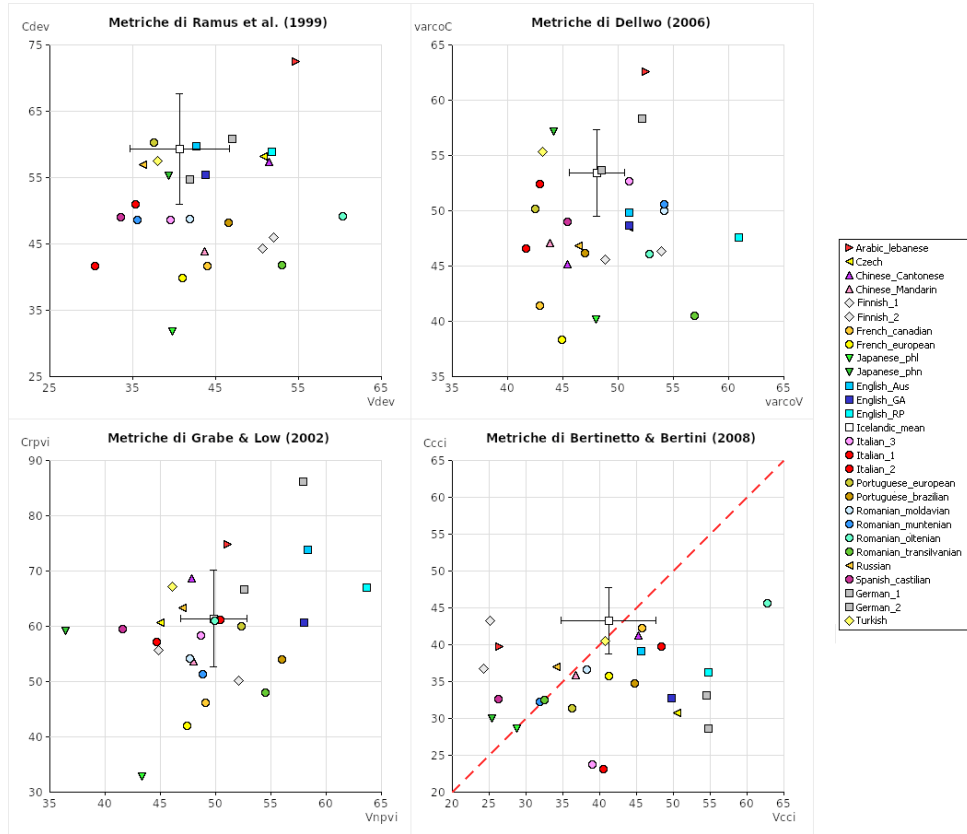 Metriche di Ramus et al. (1999)
Cdev
75
65
55
45
35
25
25
35
45
55
65
Vdev
Metriche di Dellwo (2006)
varcoC
65
60
55
50
45
40
35
35
40
45
50
55
60
65
varcoV
Metriche di Grabe & Low (2002)
Crpvi
90
80
70
60
50
40
30
35
40
45
50
55
60
65
Vnpvi
Metriche di Bertinetto & Bertini (2008)
Ccci
65
60
55
50
45
40
35
30
25
20
20
25
30
35
40
45
50
55
60
65
Vcci
Arabic_lebanese
Czech
Chinese_Cantonese
Chinese_Mandarin
Finnish_1
Finnish_2
French_canadian
French_european
Japanese_phl
Japanese_phn
English_Aus
English_GA
English_RP
Icelandic_mean
Italian_3
Italian_1
Italian_2
Portuguese_european
Portuguese_brazilian
Romanian_moldavian
Romanian_muntenian
Romanian_oltenian
Romanian_transilvanian
Russian
Spanish_castilian
German_1
German_2
Turkish